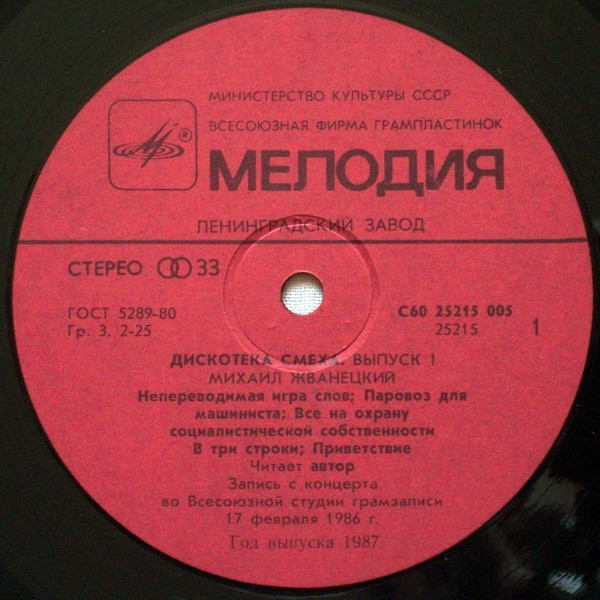 МИНИСТЕРСТВО КУЛЬТУРЫ СССР
ВСЕСОЮЗНАЯ ФИРМА ГРАМПЛАСТИНОК
®
МЕЛОДИЯ
ЛЕНИНГРАДСКИЙ ЗАВОД
СТЕРЕО 33
ГОСТ 5289-80
Гр. 3. 2-25
С60 25215 005
25215 1
ДИСКОТЕКА СМЕХА. ВЫПУСК 1
МИХАИЛ ЖВАНЕЦКИЙ
Непереводимая игра слов; Паровоз для
машиниста; Все на охрану
социалистической собственности
В три строки; Приветствие
Читает автор
Запись с концерта
во Всесоюзной студии грамзаписи
17 февраля 1986 г.
Год выпуска 1987